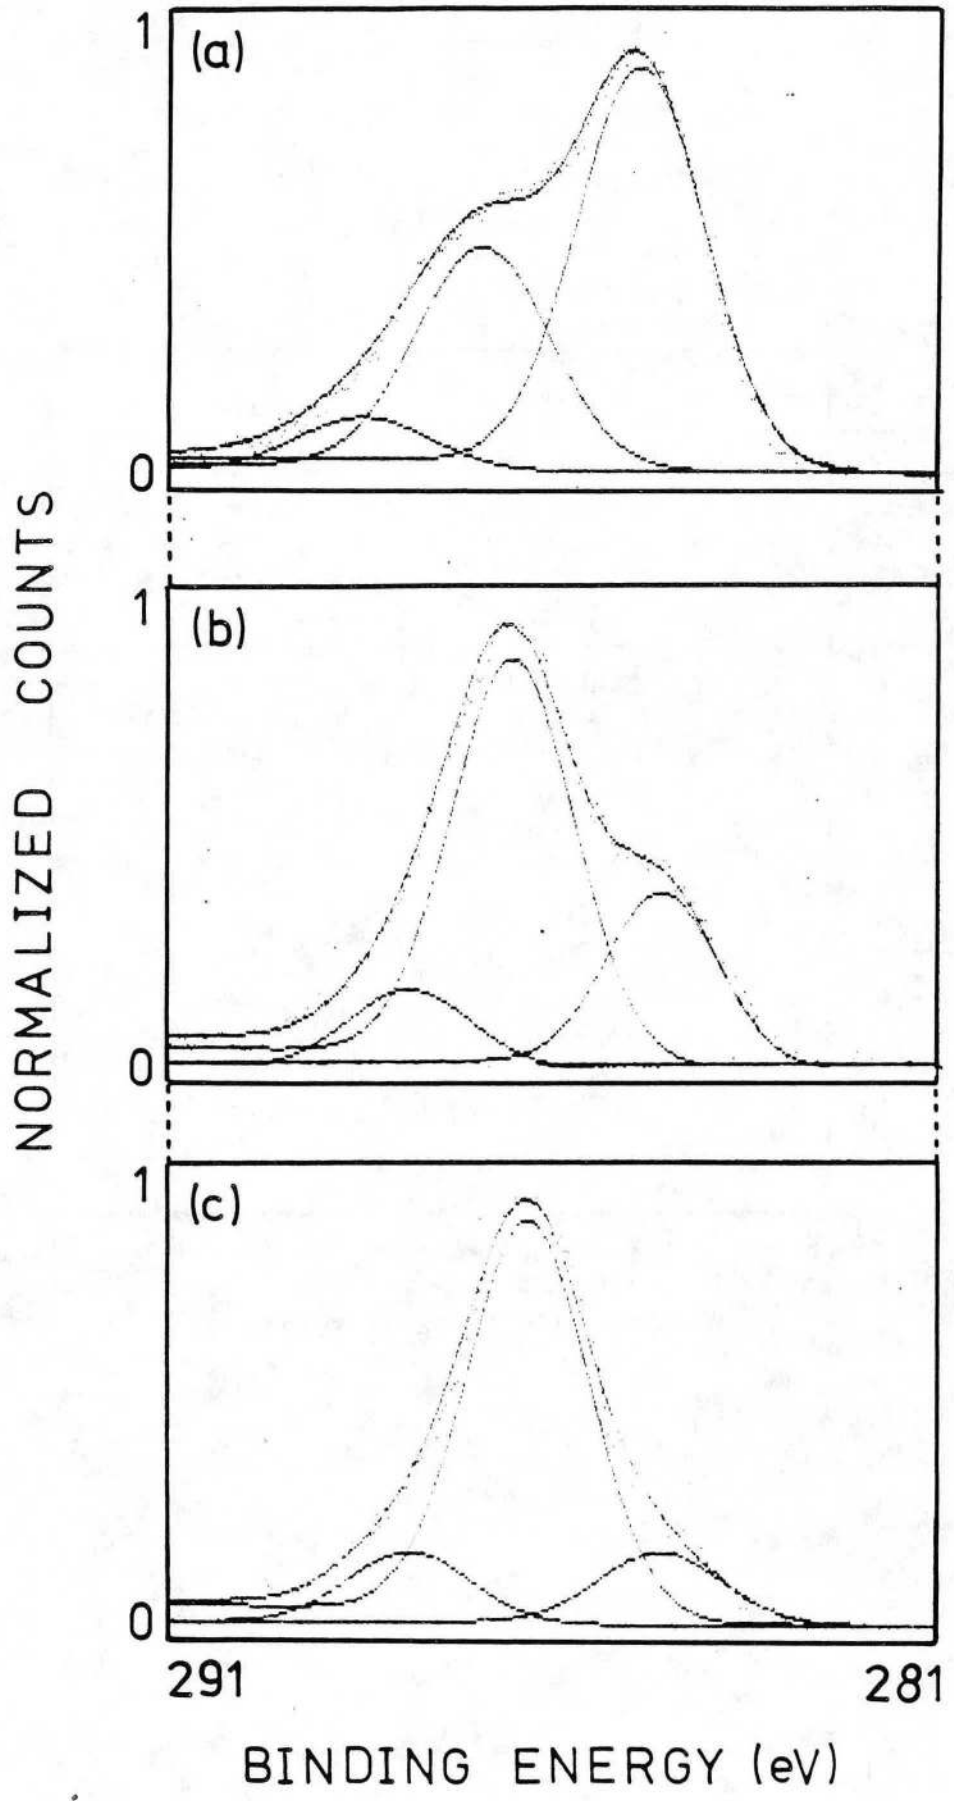 1
(a)
0
1
(b)
0
1
(c)
0
291
281
NORMALIZED COUNTS
BINDING ENERGY (eV)